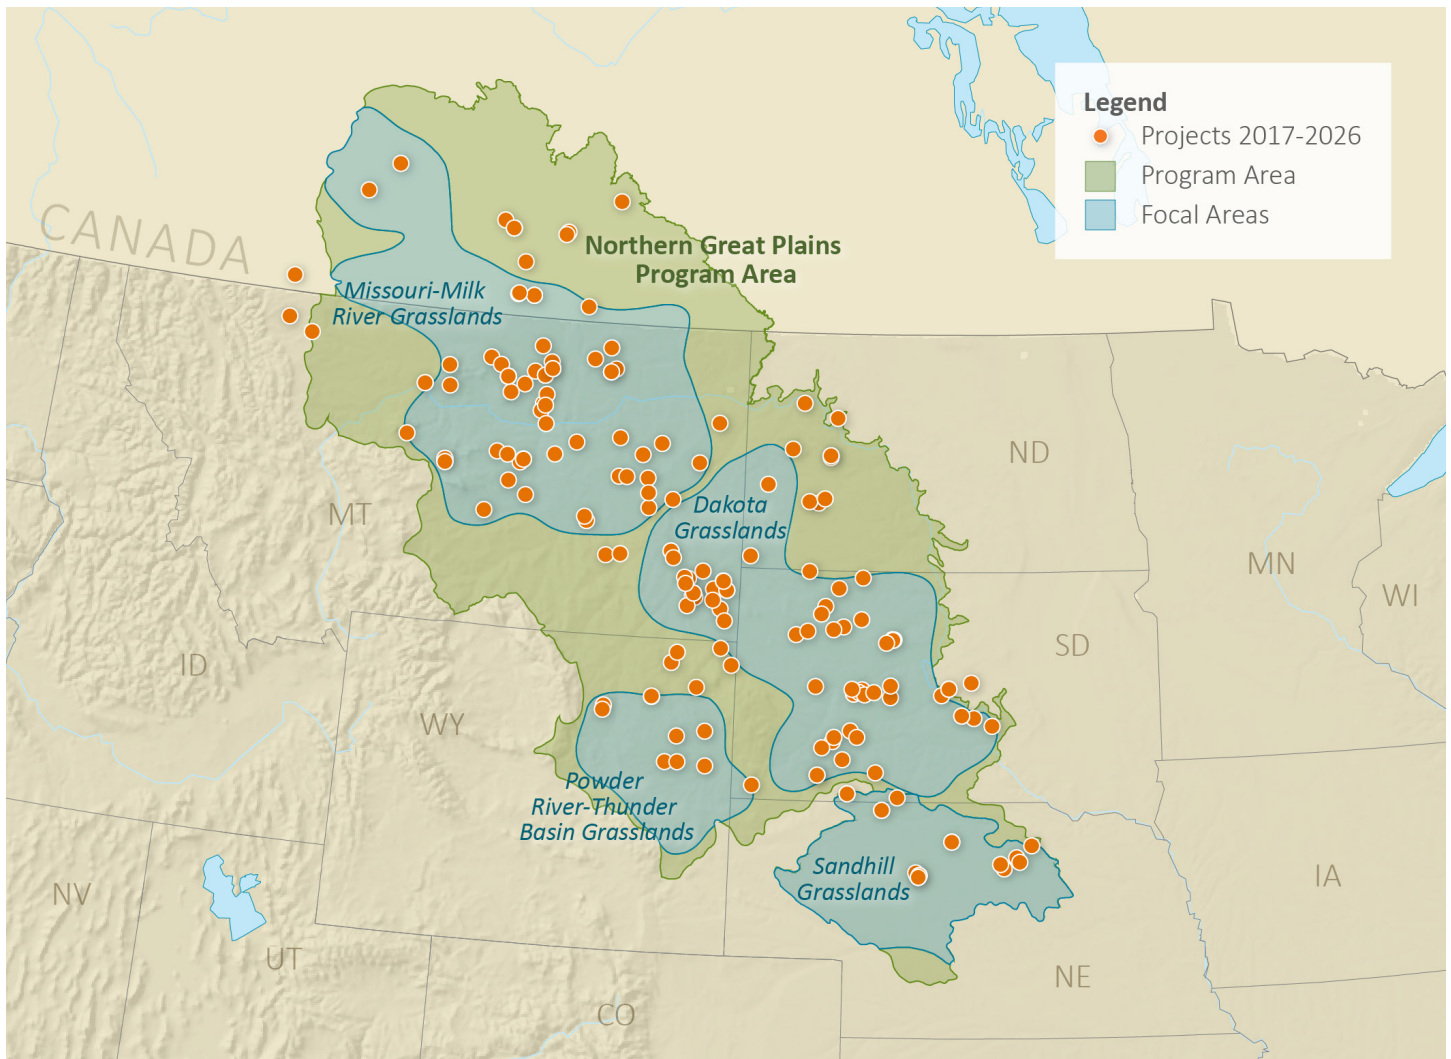 Legend
Projects 2017-2026
Program Area
Focal Areas
CANADA
Northern Great Plains
Program Area
Missouri-Milk
River Grasslands
ND
MT
Dakota
Grasslands
MN
WI
ID
SD
WY
Powder
River-Thunder
Basin Grasslands
Sandhill
Grasslands
NV
IA
UT
NE
CO